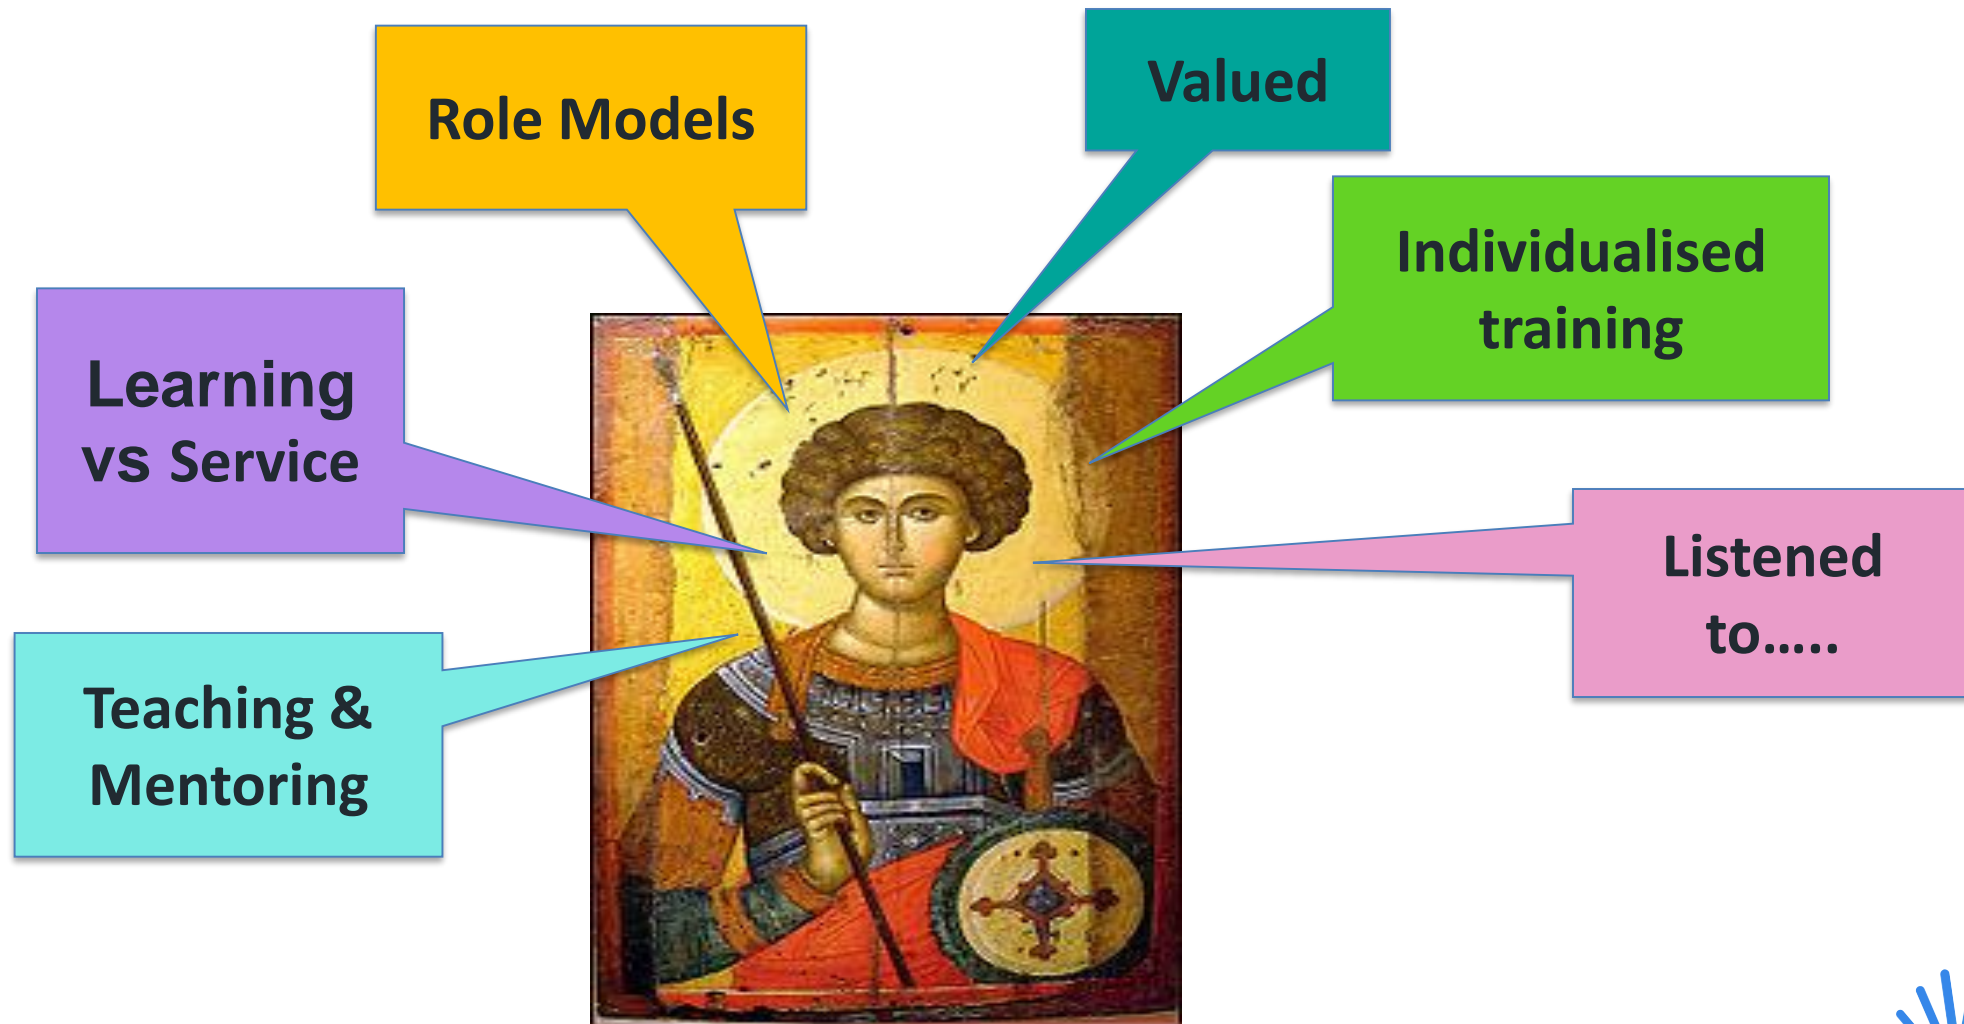 Role Models
Valued
Individualised
training
Learning
vs Service
Listened
to…..
Teaching &
Mentoring